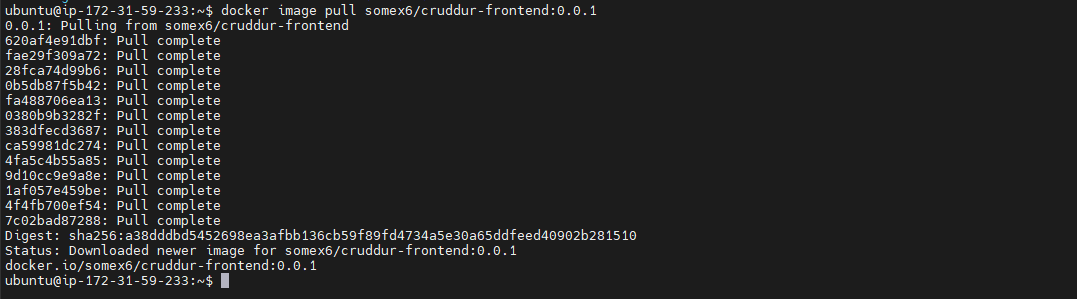 ubuntu@ip-172-31-59-233:~$ docker image pull somex6/cruddur-frontend:0.0.1
0.0.1: Pulling from somex6/cruddur-frontend
620af4e91dbf: Pull complete
fae29f309a72: Pull complete
28fca74d99b6: Pull complete
0b5db87f5b42: Pull complete
fa488706ea13: Pull complete
0380b9b3282f: Pull complete
383dfecd3687: Pull complete
ca59981dc274: Pull complete
4fa5c4b55a85: Pull complete
9d10cc9e9a8e: Pull complete
1af057e459be: Pull complete
4f4fb700ef54: Pull complete
7c02bad87288: Pull complete
Digest: sha256:a38dddbd5452698ea3afbb136cb59f89fd4734a5e30a65ddfeed40902b281510
Status: Downloaded newer image for somex6/cruddur-frontend:0.0.1
docker.io/somex6/cruddur-frontend:0.0.1
ubuntu@ip-172-31-59-233:~$